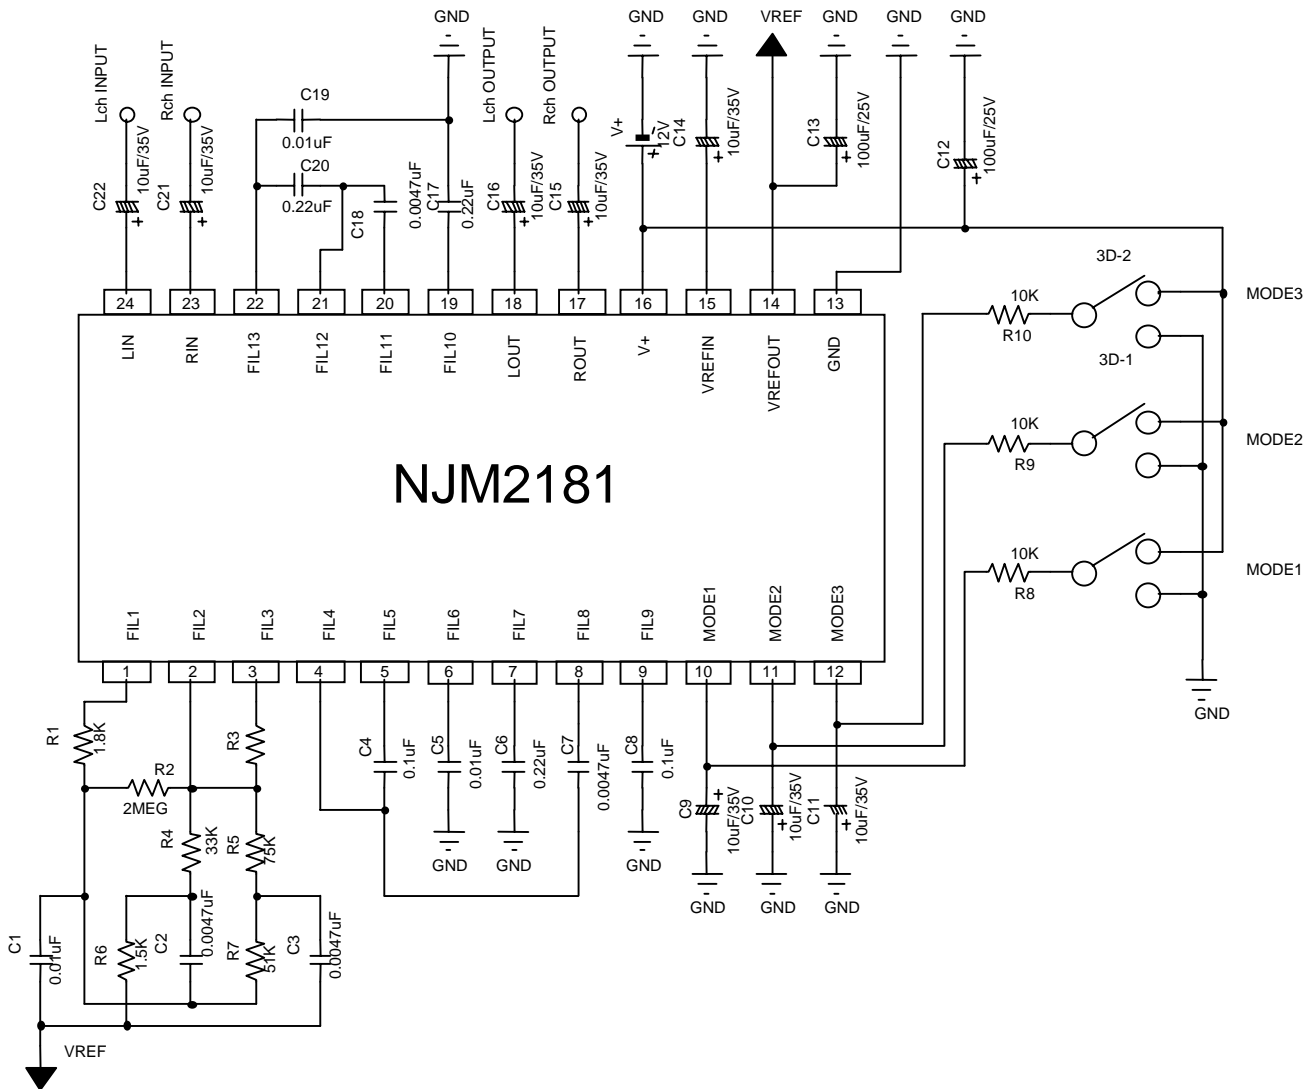 GND
GND
GND
VREF
GND
GND
GND
Lch INPUT
Rch INPUT
Lch OUTPUT
Rch OUTPUT
C22
10uF/35V
C21
10uF/35V
C19
0.01uF
C20
0.22uF
C18
0.0047uF
C17
0.22uF
C16
10uF/35V
C15
10uF/35V
V+
12V
C14
10uF/35V
C13
100uF/25V
C12
100uF/25V
24
23
22
21
20
19
18
17
16
15
14
13
LIN
RIN
FIL13
FIL12
FIL11
FIL10
LOUT
ROUT
V+
VREFIN
VREFOUT
GND
3D-2
10K
R10
MODE3
3D-1
10K
R9
MODE2
10K
R8
MODE1
GND
NJM2181
FIL1
FIL2
FIL3
FIL4
FIL5
FIL6
FIL7
FIL8
FIL9
MODE1
MODE2
MODE3
1
2
3
4
5
6
7
8
9
10
11
12
R1
1.8K
R2
2MEG
R3
R4
33K
R5
75K
C4
0.1uF
C5
0.01uF
C6
0.22uF
C7
0.0047uF
C8
0.1uF
C9
10uF/35V
C10
10uF/35V
C11
10uF/35V
GND
GND
GND
GND
GND
GND
C1
0.01uF
R6
1.5K
C2
0.0047uF
R7
51K
C3
0.0047uF
VREF